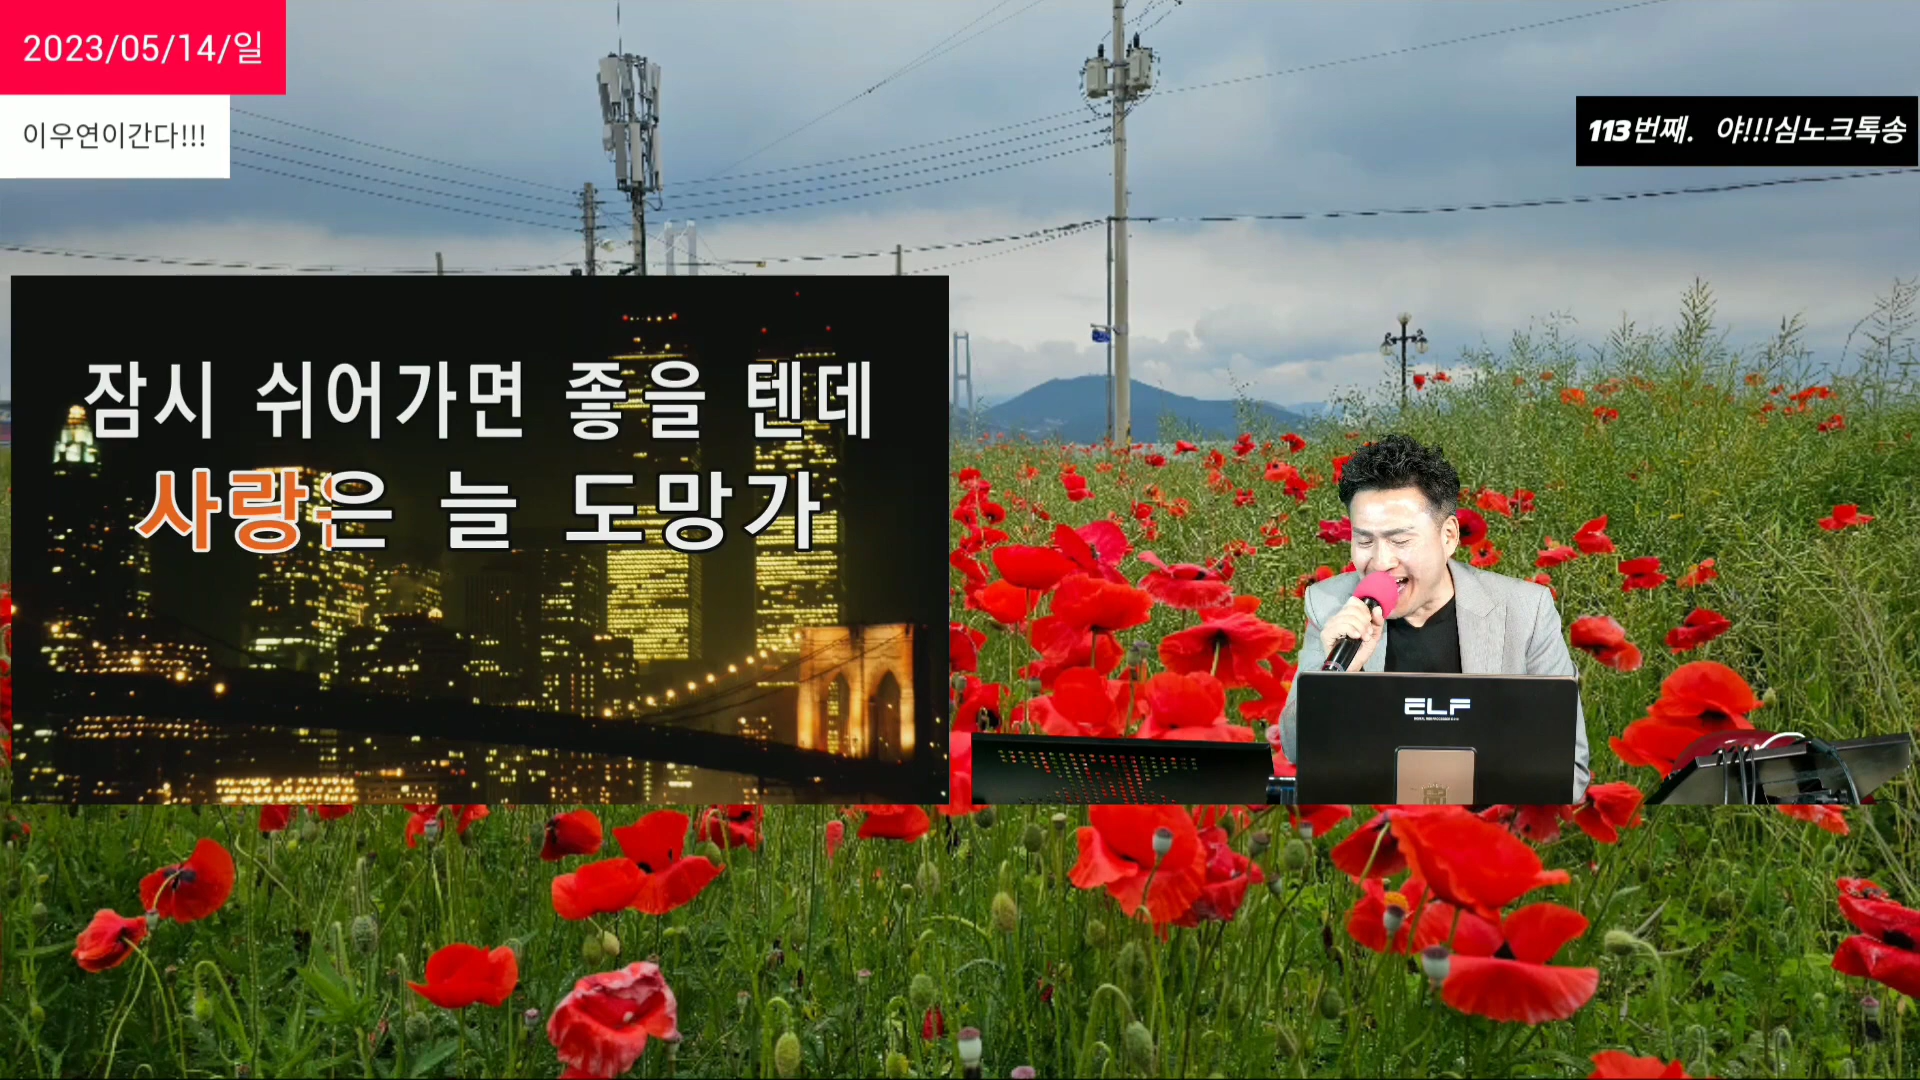 2023/05/14/일
이우연이간다!!!
113번째. 야!!!심노크톡송
잠시 쉬어가면 좋을 텐데
사랑은 늘 도망가
ELF